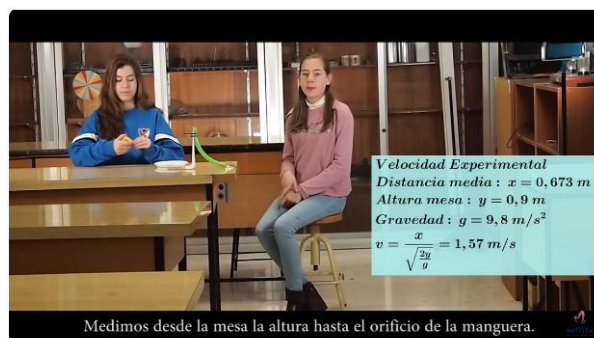 Velocidad Experimental
Distancia media : x = 0,673 m
Altura mesa : y = 0,9 m
Gravedad : g = 9,8 m/s²
v = x / √(2y/g) = 1,57 m/s
Medimos desde la mesa la altura hasta el orificio de la manguera.